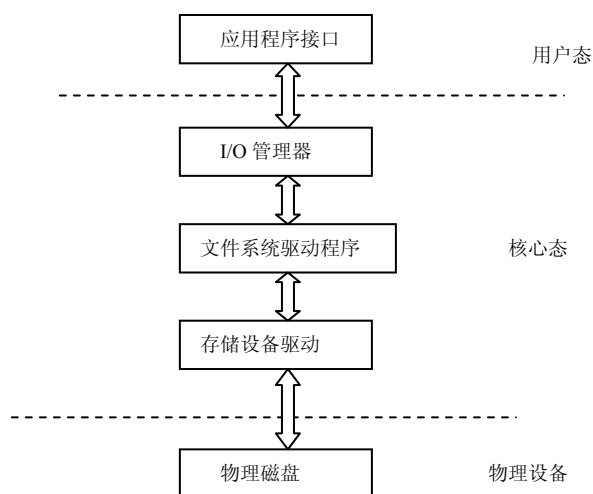 应用程序接口
用户态
I/O 管理器
文件系统驱动程序
核心态
存储设备驱动
物理磁盘
物理设备